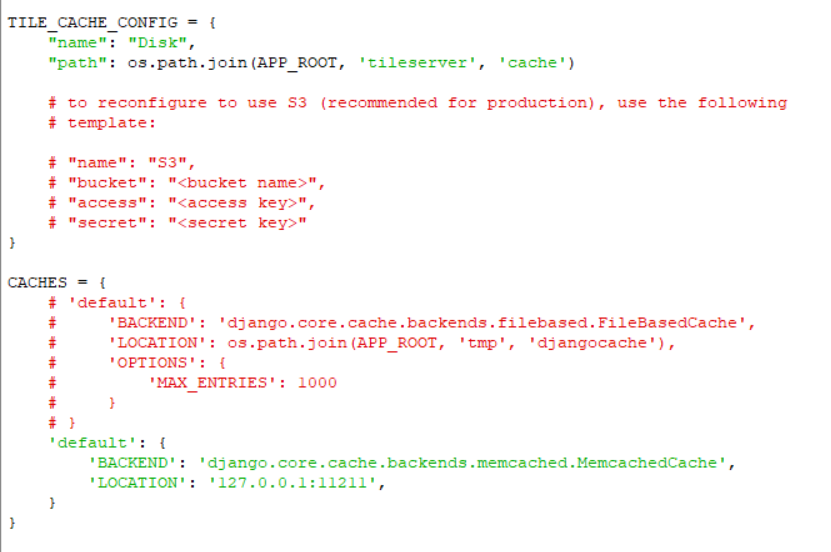 TILE_CACHE_CONFIG = {
    "name": "Disk",
    "path": os.path.join(APP_ROOT, 'tileserver', 'cache')

    # to reconfigure to use S3 (recommended for production), use the following
    # template:

    # "name": "S3",
    # "bucket": "<bucket name>",
    # "access": "<access key>",
    # "secret": "<secret key>"
}

CACHES = {
    # 'default': {
    #     'BACKEND': 'django.core.cache.backends.filebased.FileBasedCache',
    #     'LOCATION': os.path.join(APP_ROOT, 'tmp', 'djangocache'),
    #     'OPTIONS': {
    #         'MAX_ENTRIES': 1000
    #     }
    # }
    'default': {
        'BACKEND': 'django.core.cache.backends.memcached.MemcachedCache',
        'LOCATION': '127.0.0.1:11211',
    }
}